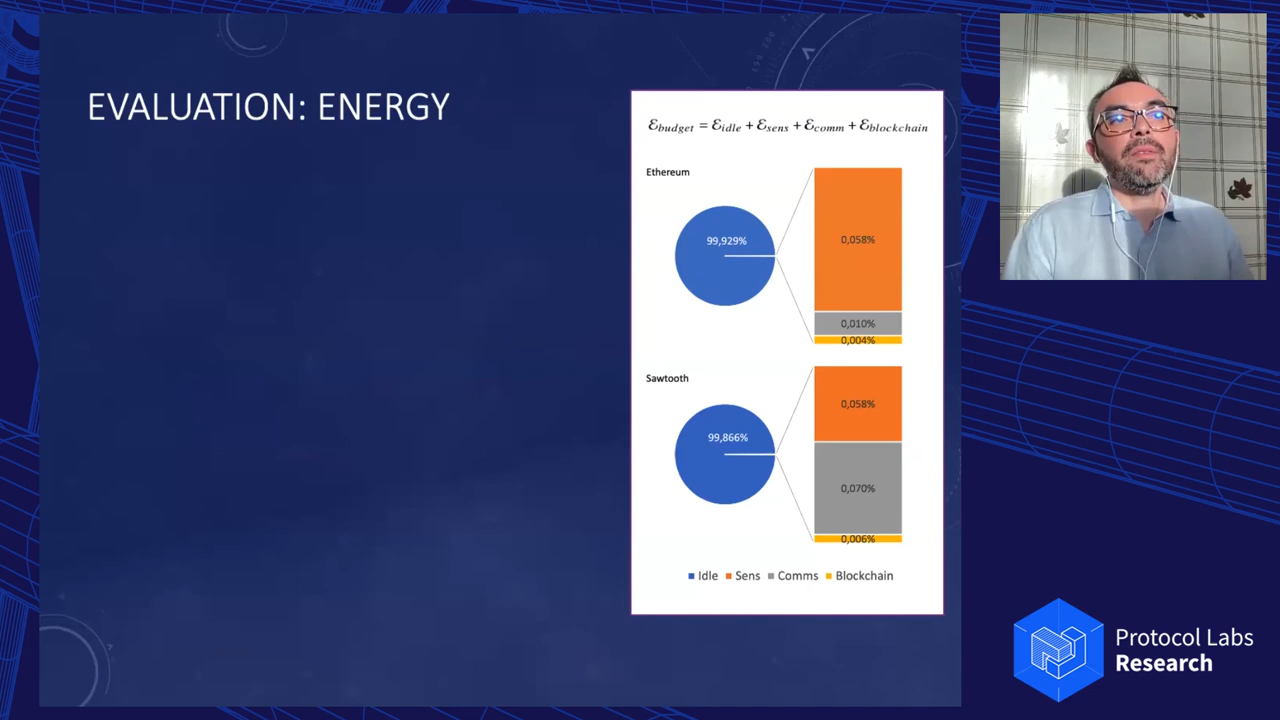 EVALUATION: ENERGY
ℰbudget = ℰidle + ℰsens + ℰcomm + ℰblockchain
Ethereum
99,929%
0,058%
0,010%
0,004%
Sawtooth
99,866%
0,058%
0,070%
0,006%
Idle Sens Comms Blockchain
Protocol Labs
Research